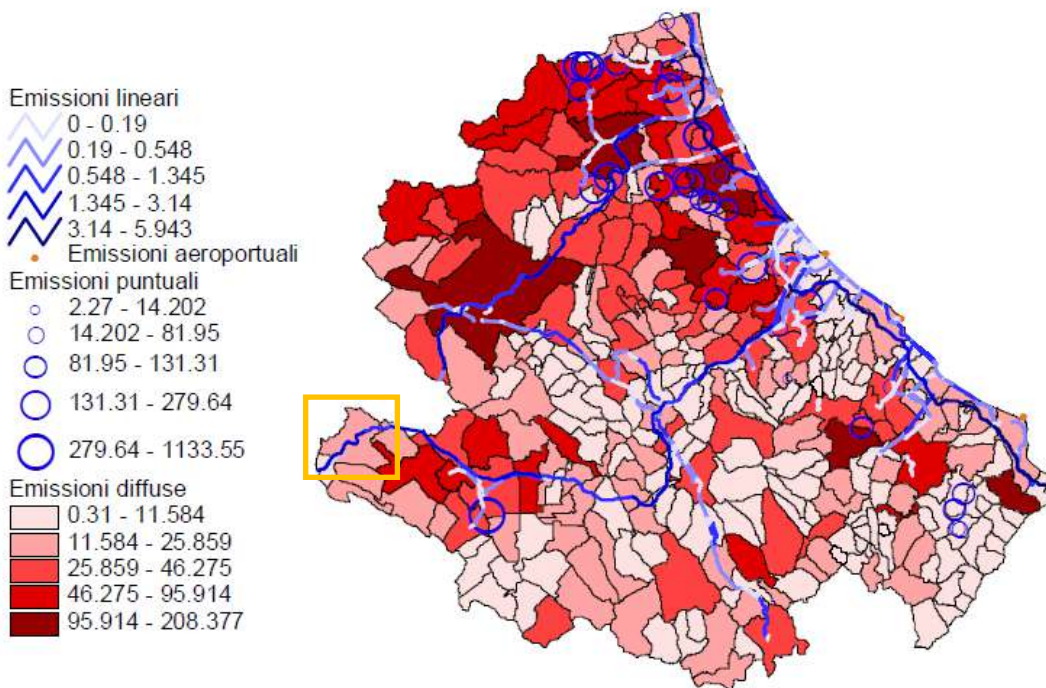 Emissioni lineari
0 - 0.19
0.19 - 0.548
0.548 - 1.345
1.345 - 3.14
3.14 - 5.943
Emissioni aeroportuali
Emissioni puntuali
2.27 - 14.202
14.202 - 81.95
81.95 - 131.31
131.31 - 279.64
279.64 - 1133.55
Emissioni diffuse
0.31 - 11.584
11.584 - 25.859
25.859 - 46.275
46.275 - 95.914
95.914 - 208.377